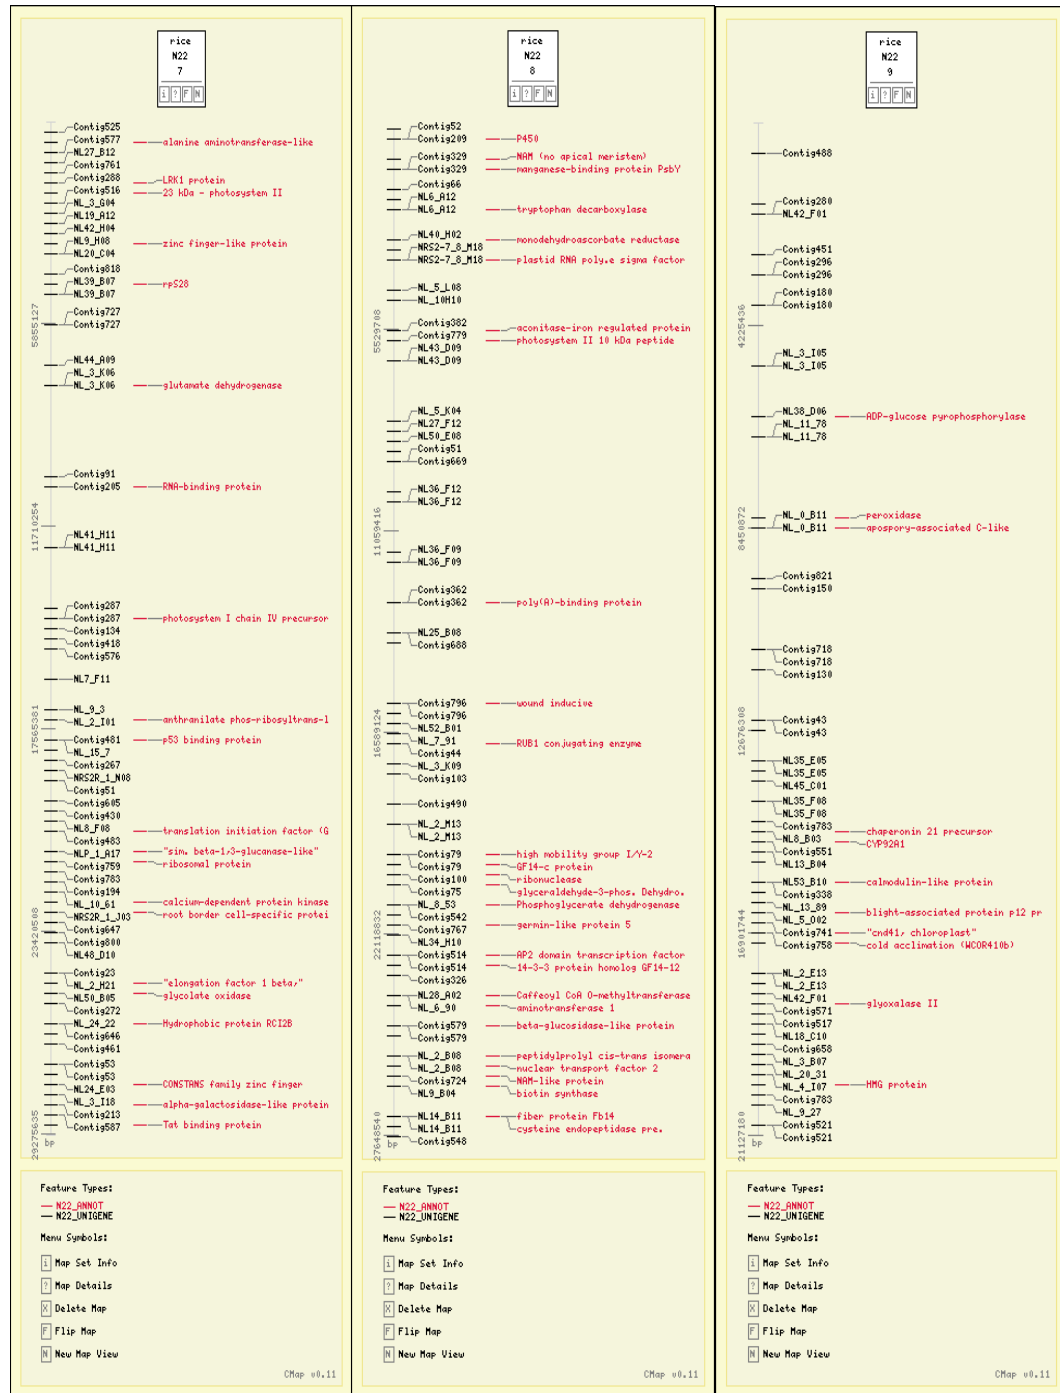 rice
N22
7
i ? F N
Contig525
Contig577 alanine aminotransferase-like
NL27_B12
Contig761
Contig288 LRK1 protein
Contig516 23 kDa - photosystem II
NL_3_G04
NL19_A12
NL42_H04
NL9_H08 zinc finger-like protein
NL20_C04
Contig818
NL39_B07 rpS28
NL39_B07
Contig727
Contig727
5855127
NL44_A09
NL_3_K06
NL_3_K06 glutamate dehydrogenase
Contig91
Contig205 RNA-binding protein
11710254
NL41_H11
NL41_H11
Contig287
Contig287 photosystem I chain IV precursor
Contig134
Contig418
Contig576
NL7_F11
NL_9_3
NL_2_I01 anthranilate phos-ribosyltrans-l
17565381
Contig481 p53 binding protein
NL_15_7
Contig267
NRS2R_1_N08
Contig51
Contig605
Contig430
NL8_F08 translation initiation factor (G
Contig483
NLP_1_A17 "sim. beta-1,3-glucanase-like"
Contig759 ribosomal protein
Contig783
Contig194
NL_10_61 calcium-dependent protein kinase
NRS2R_1_J03 root border cell-specific protei
Contig647
23420508
Contig800
NL48_D10
Contig23
NL_2_H21 "elongation factor 1 beta,"
NL50_B05 glycolate oxidase
Contig272
NL_24_22 Hydrophobic protein RCI2B
Contig646
Contig461
Contig53
Contig53
NL24_E03 CONSTANS family zinc finger
NL_3_I18 alpha-galactosidase-like protein
Contig213
Contig587 Tat binding protein
29275635
bp
Feature Types:
N22_ANNOT
N22_UNIGENE
Menu Symbols:
i Map Set Info
? Map Details
X Delete Map
F Flip Map
N New Map View
CMap v0.11
rice
N22
8
i ? F N
Contig52
Contig209 P450
Contig329 NAM (no apical meristem)
Contig329 manganese-binding protein PsbY
Contig66
NL6_A12
NL6_A12 tryptophan decarboxylase
NL40_H02 monodehydroascorbate reductase
NRS2-7_8_M18
NRS2-7_8_M18 plastid RNA poly.e sigma factor
NL_5_L08
NL_10H10
5529708
Contig382 aconitase-iron regulated protein
Contig779 photosystem II 10 kDa peptide
NL43_D09
NL43_D09
NL_5_K04
NL27_F12
NL50_E08
Contig51
Contig669
NL36_F12
NL36_F12
11059416
NL36_F09
NL36_F09
Contig362
Contig362 poly(A)-binding protein
NL25_B08
Contig688
Contig796 wound inducive
Contig796
NL52_B01
16589124
NL_7_91 RUB1 conjugating enzyme
Contig44
NL_3_K09
Contig103
Contig490
NL_2_M13
NL_2_M13
Contig79 high mobility group I/Y-2
Contig79 GF14-c protein
Contig100 ribonuclease
Contig75 glyceraldehyde-3-phos. Dehydro.
NL_8_53 Phosphoglycerate dehydrogenase
Contig542
Contig767 germin-like protein 5
22118832
NL34_H10
Contig514 AP2 domain transcription factor
Contig514 14-3-3 protein homolog GF14-12
Contig326
NL28_A02 Caffeoyl CoA O-methyltransferase
NL_6_90 aminotransferase 1
Contig579 beta-glucosidase-like protein
Contig579
NL_2_B08 peptidylprolyl cis-trans isomera
NL_2_B08 nuclear transport factor 2
Contig724 NAM-like protein
NL9_B04 biotin synthase
NL14_B11 fiber protein Fb14
NL14_B11 cysteine endopeptidase pre.
Contig548
27648540
bp
Feature Types:
N22_ANNOT
N22_UNIGENE
Menu Symbols:
i Map Set Info
? Map Details
X Delete Map
F Flip Map
N New Map View
CMap v0.11
rice
N22
9
i ? F N
Contig488
Contig280
NL42_F01
Contig451
Contig296
Contig296
Contig180
Contig180
4225436
NL_3_I05
NL_3_I05
NL38_D06 ADP-glucose pyrophosphorylase
NL_11_78
NL_11_78
NL_0_B11 peroxidase
NL_0_B11 apospory-associated C-like
8450872
Contig821
Contig150
Contig718
Contig718
Contig130
Contig43
Contig43
12676308
NL35_E05
NL35_E05
NL45_C01
NL35_F08
NL35_F08
Contig783 chaperonin 21 precursor
NL8_B03 CYP92A1
Contig551
NL13_B04
NL53_B10 calmodulin-like protein
Contig338
NL_13_89 blight-associated protein p12 pr
NL_5_O02
Contig741 "cnd41, chloroplast"
16901744
Contig758 cold acclimation (WCOR410b)
NL_2_E13
NL_2_E13
NL42_F01 glyoxalase II
Contig571
Contig517
NL18_C10
Contig658
NL_3_B07
NL_20_31
NL_4_I07 HMG protein
Contig783
NL_9_27
Contig521
Contig521
21127180
bp
Feature Types:
N22_ANNOT
N22_UNIGENE
Menu Symbols:
i Map Set Info
? Map Details
X Delete Map
F Flip Map
N New Map View
CMap v0.11